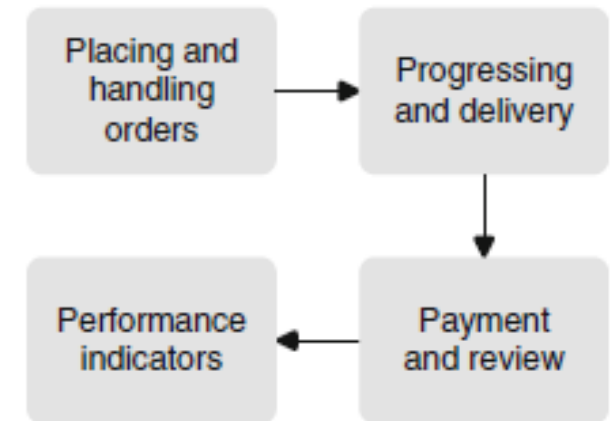 Placing and
handling
orders
Progressing
and delivery
Payment
and review
Performance
indicators